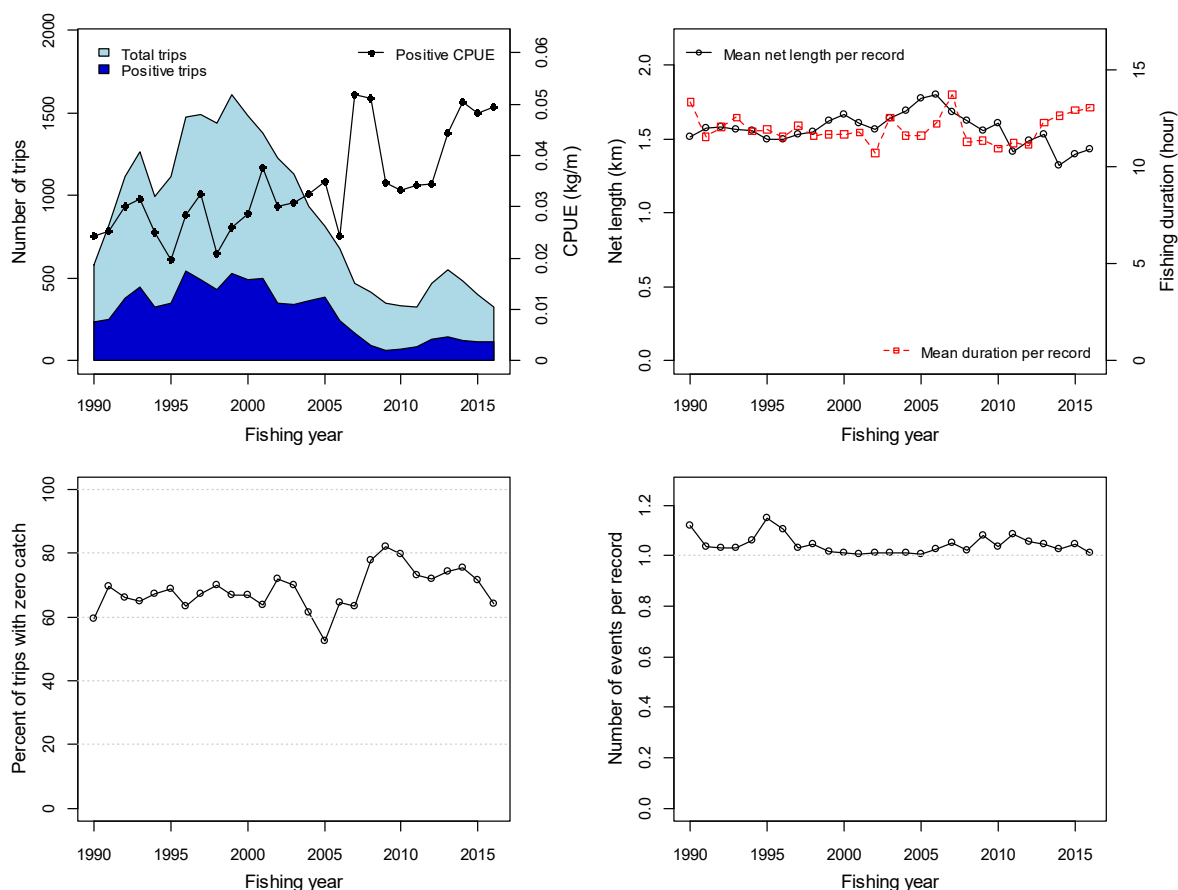 Number of trips
0
500
1000
1500
2000
Total trips
Positive trips
Positive CPUE
CPUE (kg/m)
0
0.01
0.02
0.03
0.04
0.05
0.06
1990 1995 2000 2005 2010 2015
Fishing year
Net length (km)
0.0
0.5
1.0
1.5
2.0
Mean net length per record
Mean duration per record
Fishing duration (hour)
0
5
10
15
1990 1995 2000 2005 2010 2015
Fishing year
Percent of trips with zero catch
0
20
40
60
80
100
1990 1995 2000 2005 2010 2015
Fishing year
Number of events per record
0.0
0.2
0.4
0.6
0.8
1.0
1.2
1990 1995 2000 2005 2010 2015
Fishing year